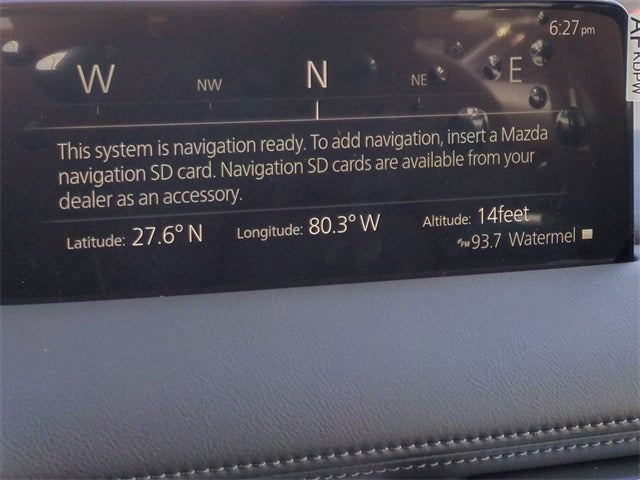 6:27pm
W NW N NE E
This system is navigation ready. To add navigation, insert a Mazda
navigation SD card. Navigation SD cards are available from your
dealer as an accessory.
Latitude: 27.6° N Longitude: 80.3° W Altitude: 14feet
FM 93.7 Watermel